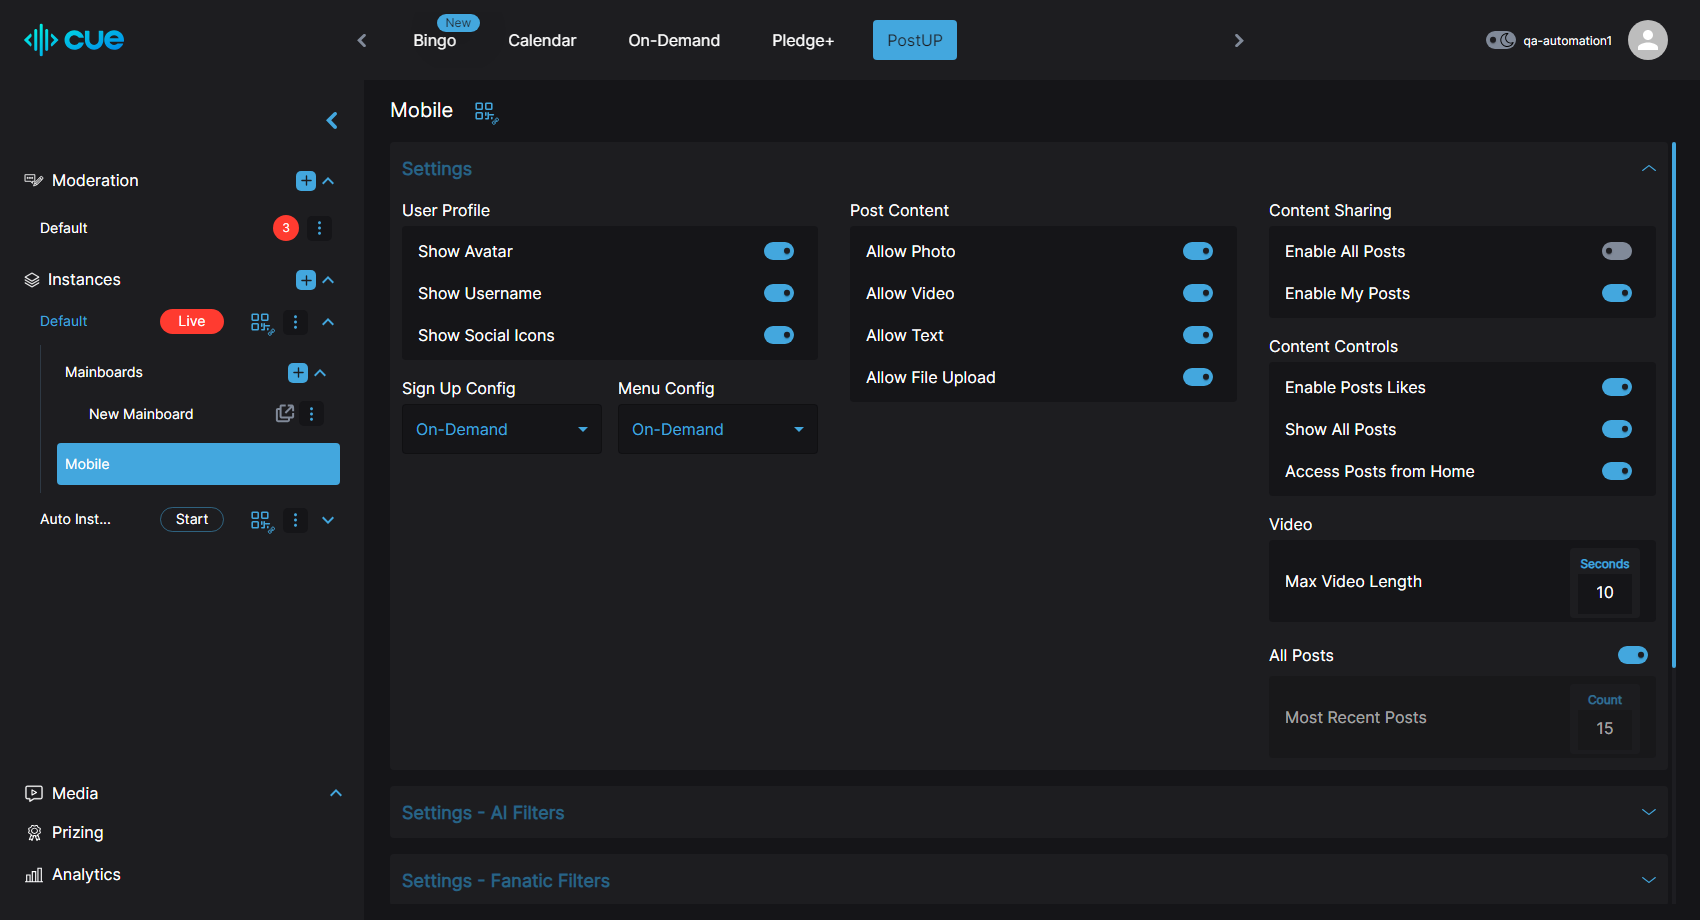 cue
New
Bingo
Calendar
On-Demand
Pledge+
PostUP
qa-automation1
Moderation
Default
3
Instances
Default
Live
Mainboards
New Mainboard
Mobile
Auto Inst...
Start
Media
Prizing
Analytics
Mobile
Settings
User Profile
Show Avatar
Show Username
Show Social Icons
Sign Up Config
On-Demand
Menu Config
On-Demand
Post Content
Allow Photo
Allow Video
Allow Text
Allow File Upload
Content Sharing
Enable All Posts
Enable My Posts
Content Controls
Enable Posts Likes
Show All Posts
Access Posts from Home
Video
Max Video Length
Seconds
10
All Posts
Most Recent Posts
Count
15
Settings - AI Filters
Settings - Fanatic Filters